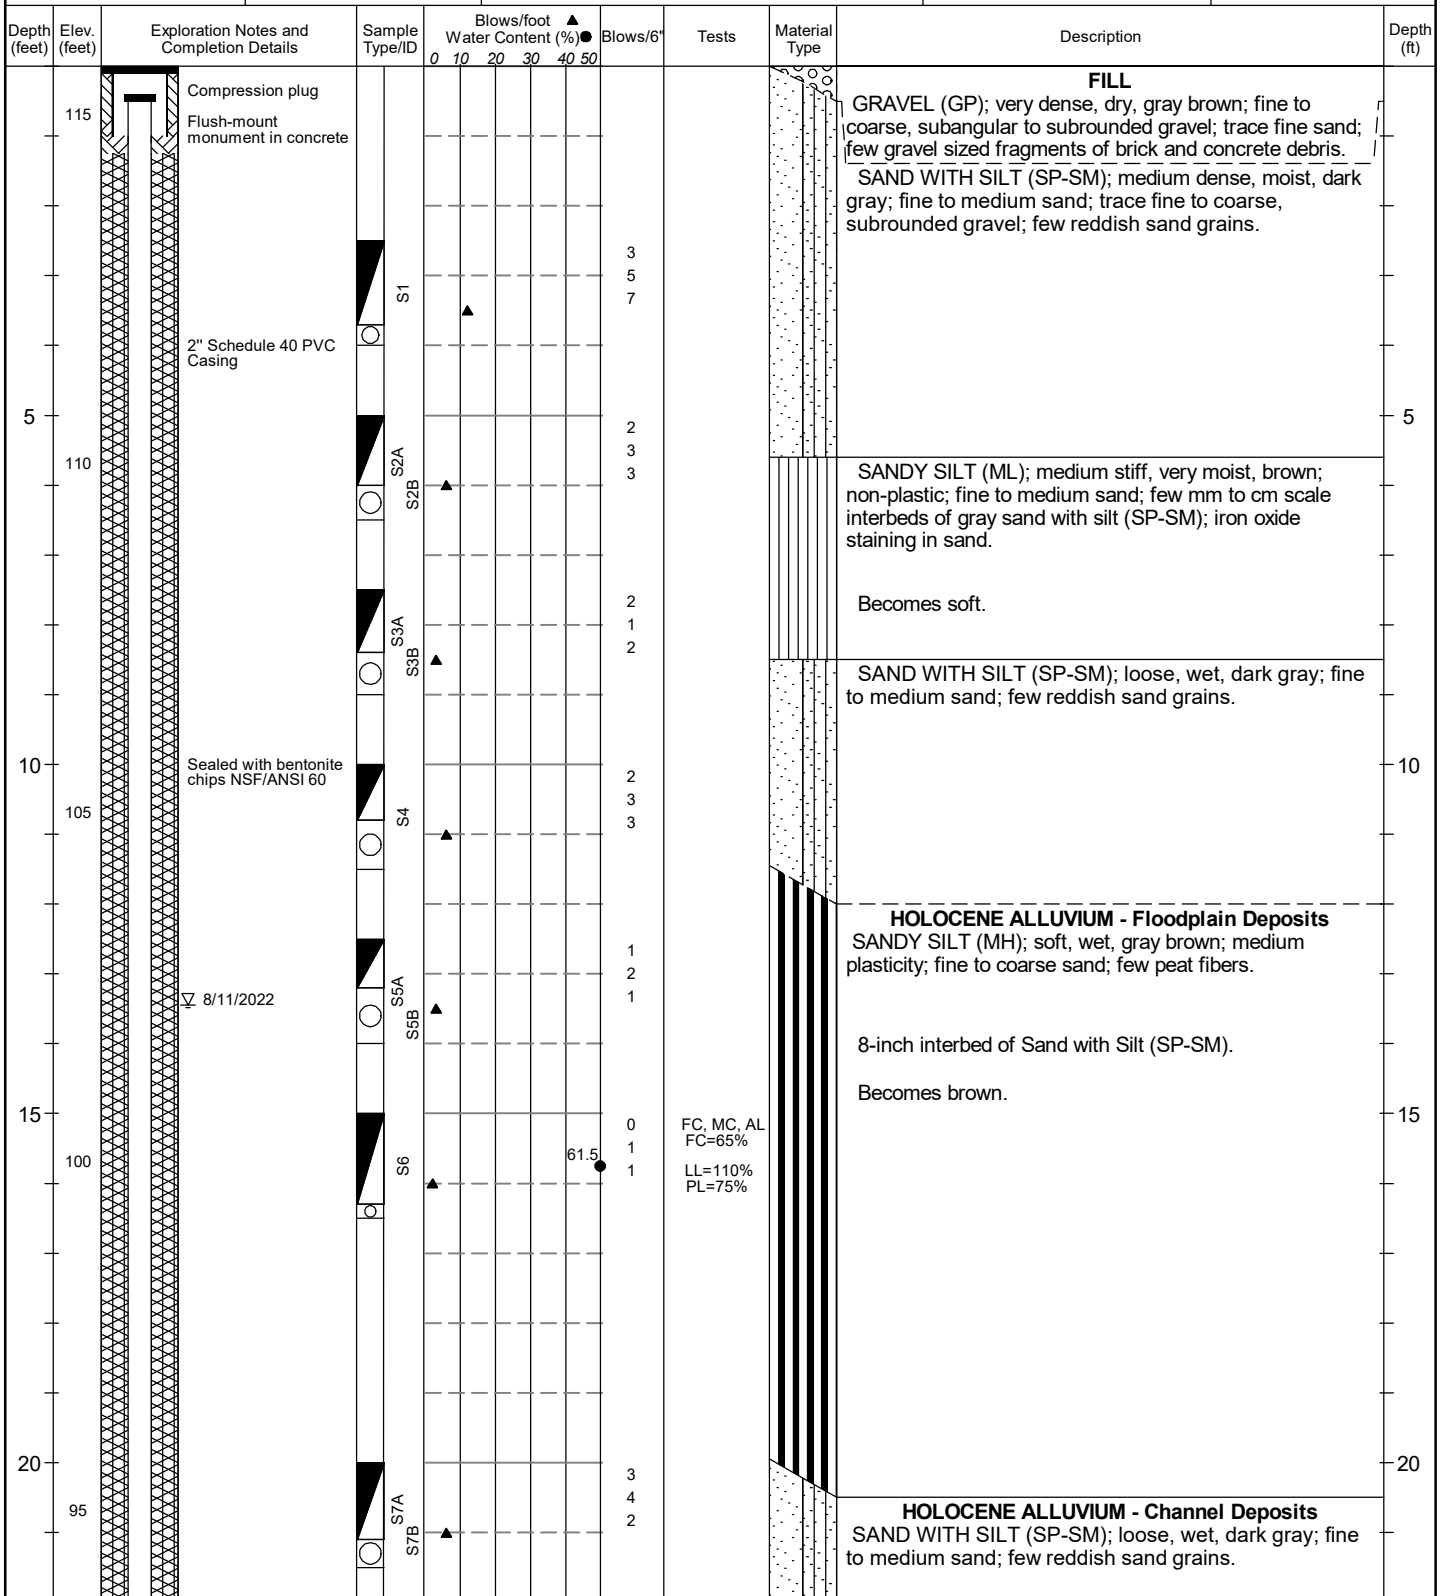 Depth
(feet)
Elev.
(feet)
Exploration Notes and
Completion Details
Sample
Type/ID
Blows/foot ▲
Water Content (%) ●
0 10 20 30 40 50
Blows/6"
Tests
Material
Type
Description
Depth
(ft)
FILL
Compression plug
115
GRAVEL (GP); very dense, dry, gray brown; fine to
Flush-mount
coarse, subangular to subrounded gravel; trace fine sand;
monument in concrete
few gravel sized fragments of brick and concrete debris.
SAND WITH SILT (SP-SM); medium dense, moist, dark
gray; fine to medium sand; trace fine to coarse,
subrounded gravel; few reddish sand grains.
S1
3
5
7
2" Schedule 40 PVC
Casing
5
5
110
S2A
S2B
2
3
3
SANDY SILT (ML); medium stiff, very moist, brown;
non-plastic; fine to medium sand; few mm to cm scale
interbeds of gray sand with silt (SP-SM); iron oxide
staining in sand.
Becomes soft.
S3A
S3B
2
1
2
SAND WITH SILT (SP-SM); loose, wet, dark gray; fine
to medium sand; few reddish sand grains.
10
10
Sealed with bentonite
chips NSF/ANSI 60
105
S4
2
3
3
HOLOCENE ALLUVIUM - Floodplain Deposits
SANDY SILT (MH); soft, wet, gray brown; medium
plasticity; fine to coarse sand; few peat fibers.
S5A
S5B
1
2
1
8/11/2022
8-inch interbed of Sand with Silt (SP-SM).
Becomes brown.
15
15
100
S6
61.5
0
1
1
FC, MC, AL
FC=65%
LL=110%
PL=75%
20
20
95
S7A
S7B
3
4
2
HOLOCENE ALLUVIUM - Channel Deposits
SAND WITH SILT (SP-SM); loose, wet, dark gray; fine
to medium sand; few reddish sand grains.